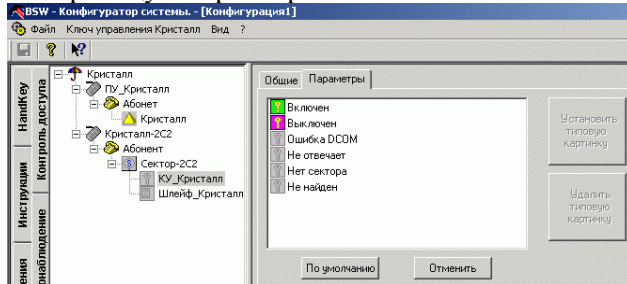 BSW - Конфигуратор системы. - [Конфигурация1]
Файл Ключ управления Кристалл Вид ?
HandKey
Инструкции
Контроль доступа
Кристалл
ПУ_Кристалл
Абонет
Кристалл
Кристалл-2С2
Абонент
Сектор-2С2
КУ_Кристалл
Шлейф_Кристалл
Общие Параметры
Включен
Выключен
Ошибка DCOM
Не отвечает
Нет сектора
Не найден
Установить
типовую
картинку
Удалить
типовую
картинку
По умолчанию Отменить